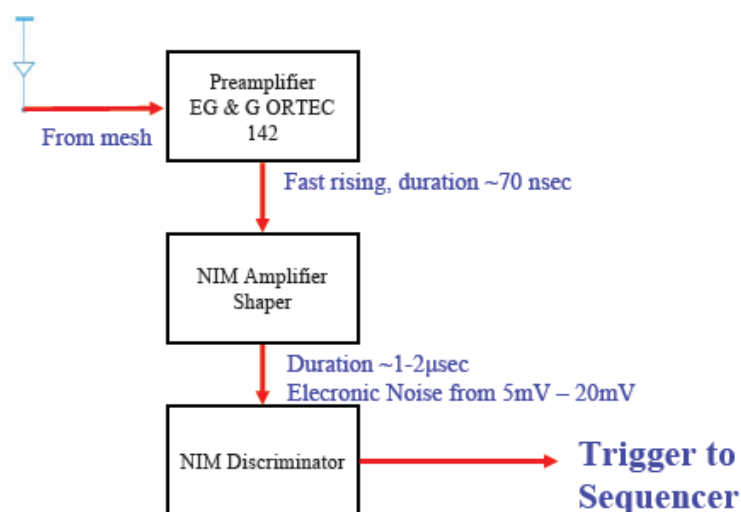 Preamplifier
EG & G ORTEC
142
From mesh
Fast rising, duration ~70 nsec
NIM Amplifier
Shaper
Duration ~1-2μsec
Elecronic Noise from 5mV – 20mV
NIM Discriminator
Trigger to
Sequencer